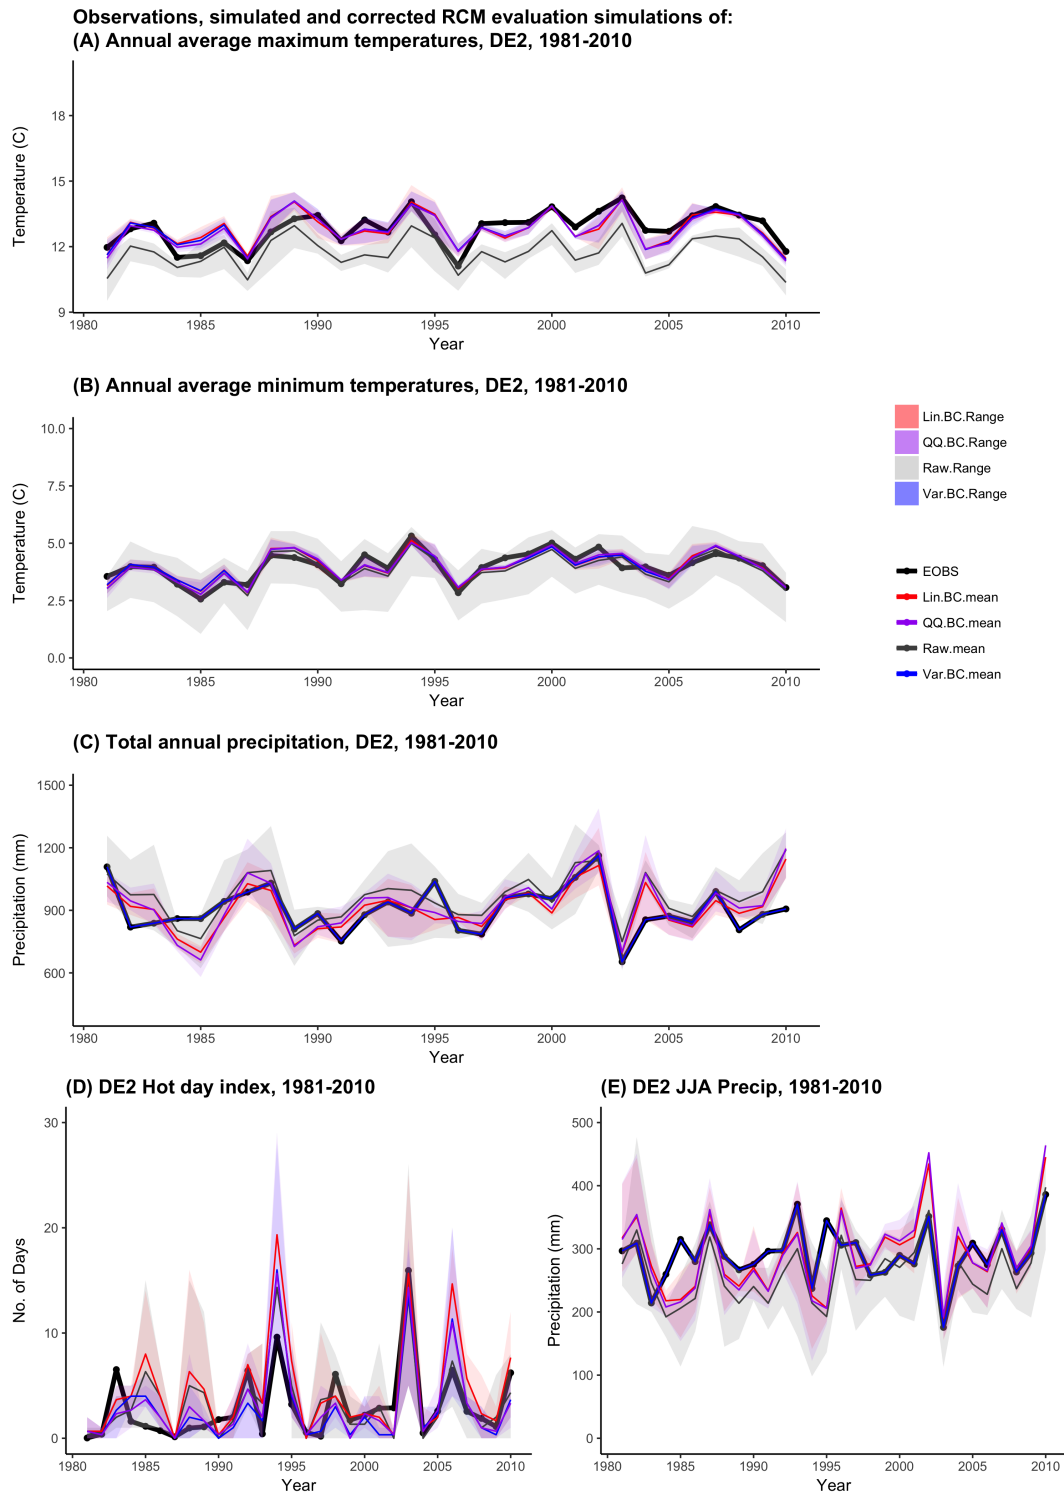 Observations, simulated and corrected RCM evaluation simulations of:
(A) Annual average maximum temperatures, DE2, 1981-2010
18
15
12
9
Temperature (C)
1980 1985 1990 1995 2000 2005 2010
Year
(B) Annual average minimum temperatures, DE2, 1981-2010
10.0
7.5
5.0
2.5
0.0
Temperature (C)
1980 1985 1990 1995 2000 2005 2010
Year
Lin.BC.Range
QQ.BC.Range
Raw.Range
Var.BC.Range
EOBS
Lin.BC.mean
QQ.BC.mean
Raw.mean
Var.BC.mean
(C) Total annual precipitation, DE2, 1981-2010
1500
1200
900
600
Precipitation (mm)
1980 1985 1990 1995 2000 2005 2010
Year
(D) DE2 Hot day index, 1981-2010
30
20
10
0
No. of Days
1980 1985 1990 1995 2000 2005 2010
Year
(E) DE2 JJA Precip, 1981-2010
500
400
300
200
100
0
Precipitation (mm)
1980 1985 1990 1995 2000 2005 2010
Year